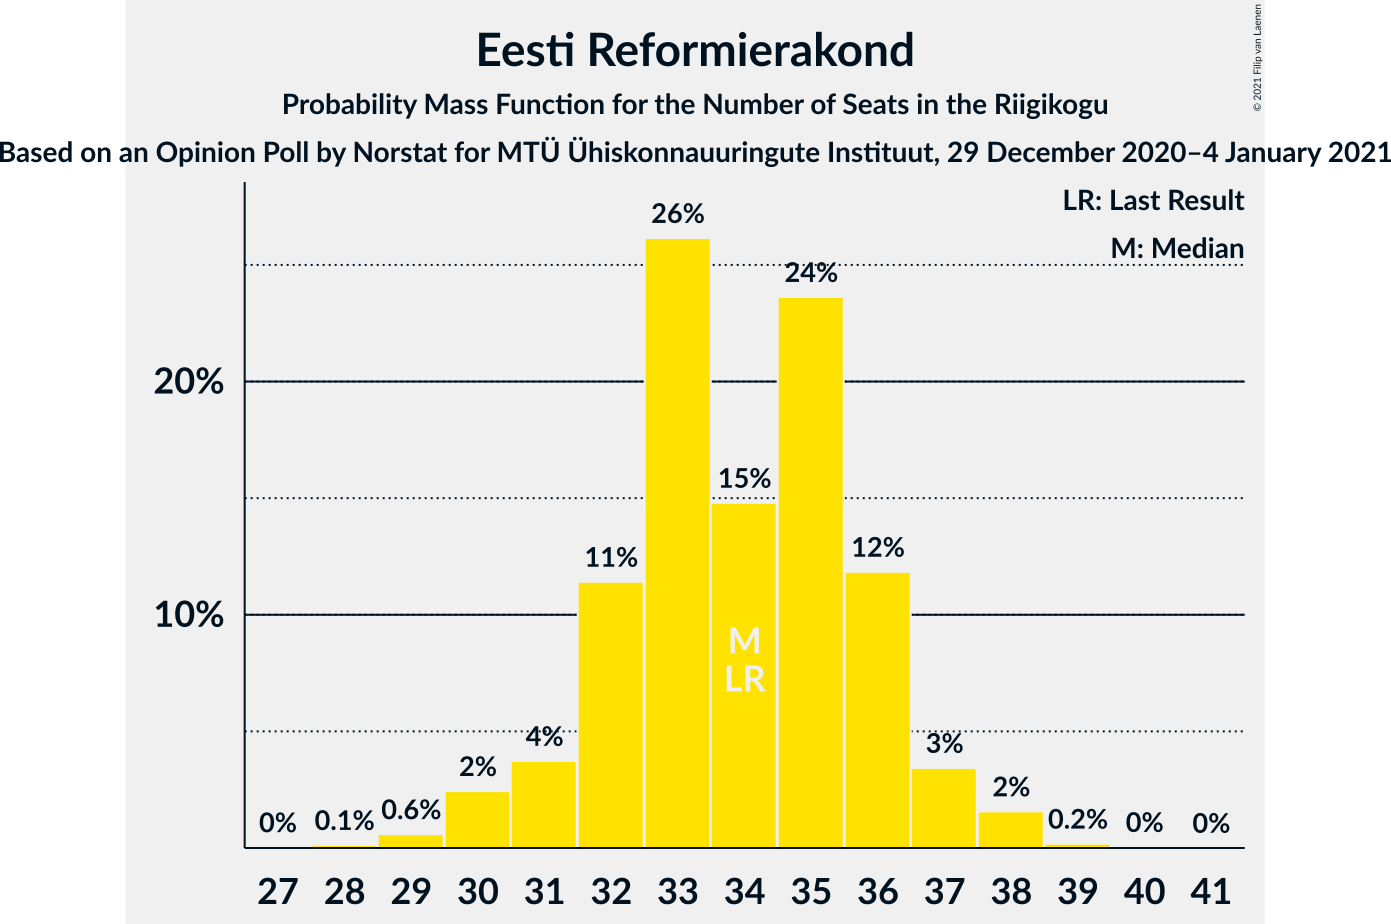 Eesti Reformierakond
Probability Mass Function for the Number of Seats in the Riigikogu
Based on an Opinion Poll by Norstat for MTÜ Ühiskonnauuringute Instituut, 29 December 2020–4 January 2021
© 2021 Filip van Laenen
LR: Last Result
M: Median
20%
10%
0%
0.1%
0.6%
2%
4%
11%
26%
15%
24%
12%
3%
2%
0.2%
0%
0%
M
LR
27 28 29 30 31 32 33 34 35 36 37 38 39 40 41